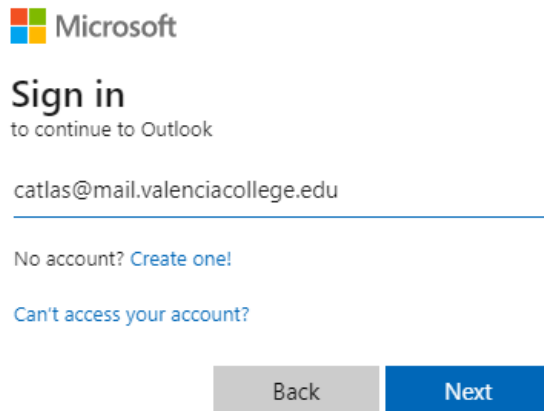 Microsoft
Sign in
to continue to Outlook
catlas@mail.valenciacollege.edu
No account? Create one!
Can't access your account?
Back Next